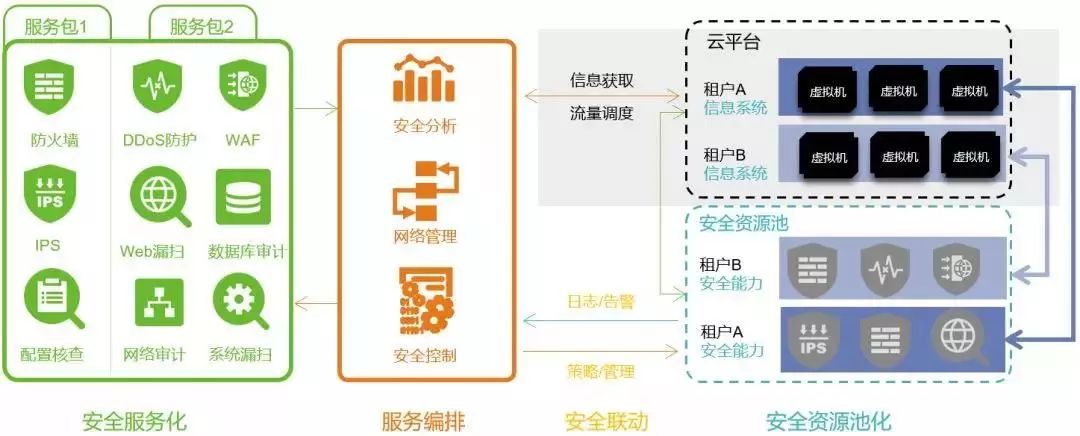 服务包1
服务包2
防火墙
DDoS防护
WAF
IPS
IPS
Web漏扫
数据库审计
配置核查
网络审计
系统漏扫
安全分析
网络管理
01
0110
0101
01
安全控制
信息获取
流量调度
日志/告警
策略/管理
云平台
租户A
信息系统
虚拟机
虚拟机
虚拟机
租户B
信息系统
虚拟机
虚拟机
虚拟机
安全资源池
租户B
安全能力
租户A
安全能力
IPS
安全服务化
服务编排
安全联动
安全资源池化